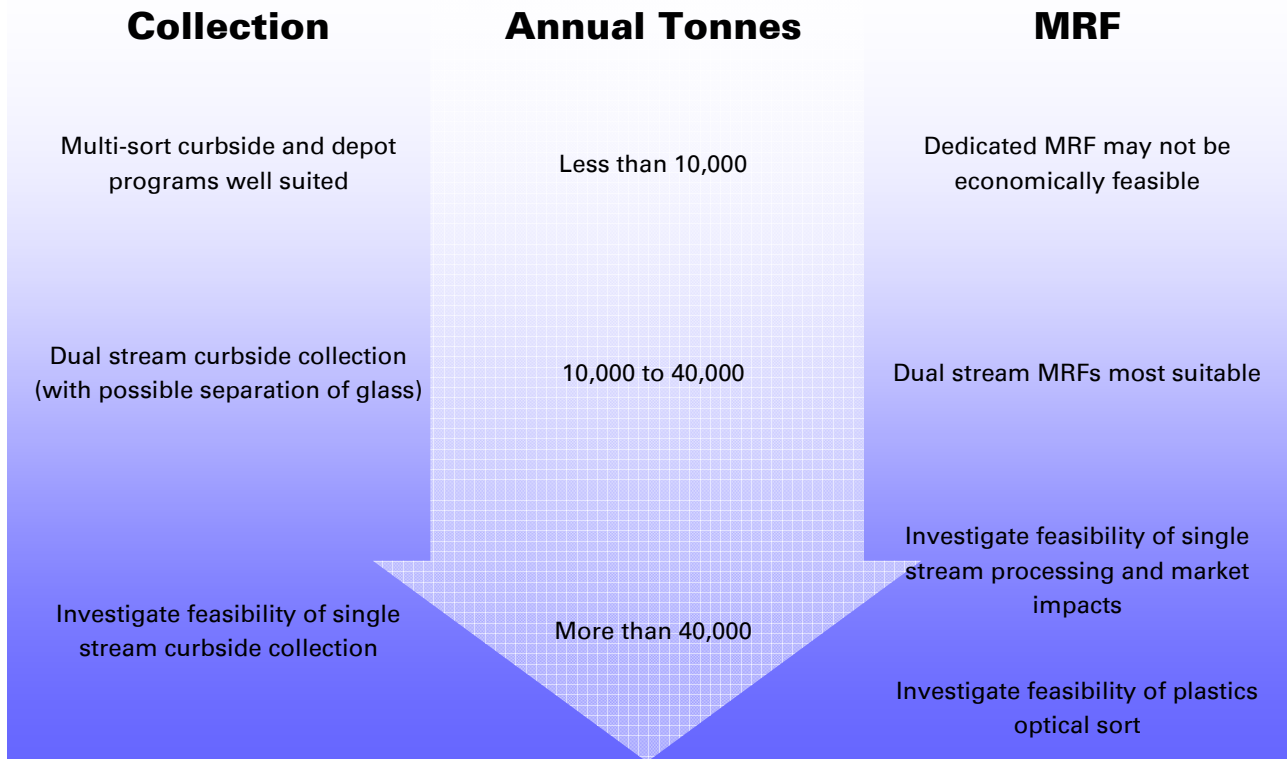 Collection
Annual Tonnes
MRF
Multi-sort curbside and depot
programs well suited
Less than 10,000
Dedicated MRF may not be
economically feasible
Dual stream curbside collection
(with possible separation of glass)
10,000 to 40,000
Dual stream MRFs most suitable
Investigate feasibility of single
stream curbside collection
More than 40,000
Investigate feasibility of single
stream processing and market
impacts
Investigate feasibility of plastics
optical sort